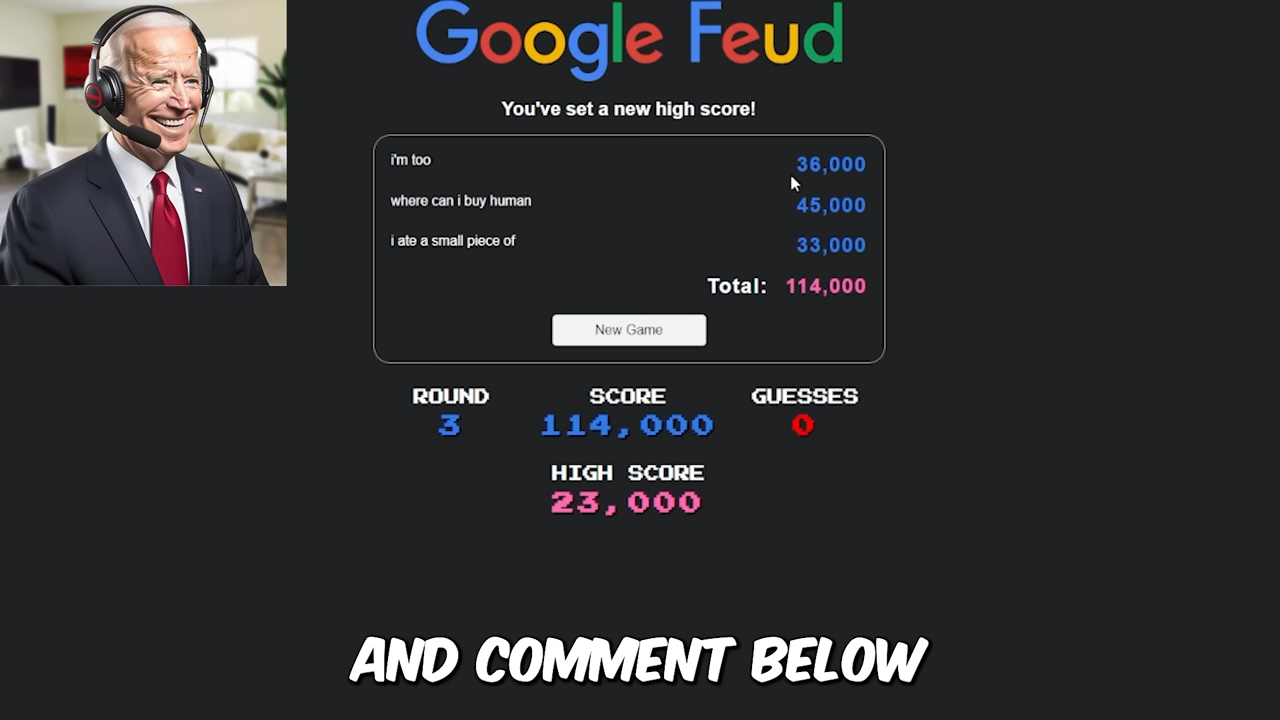 Google Feud
You've set a new high score!
i'm too 36,000
where can i buy human 45,000
i ate a small piece of 33,000
Total: 114,000
New Game
ROUND SCORE GUESSES
3 114,000 0
HIGH SCORE
23,000
AND COMMENT BELOW